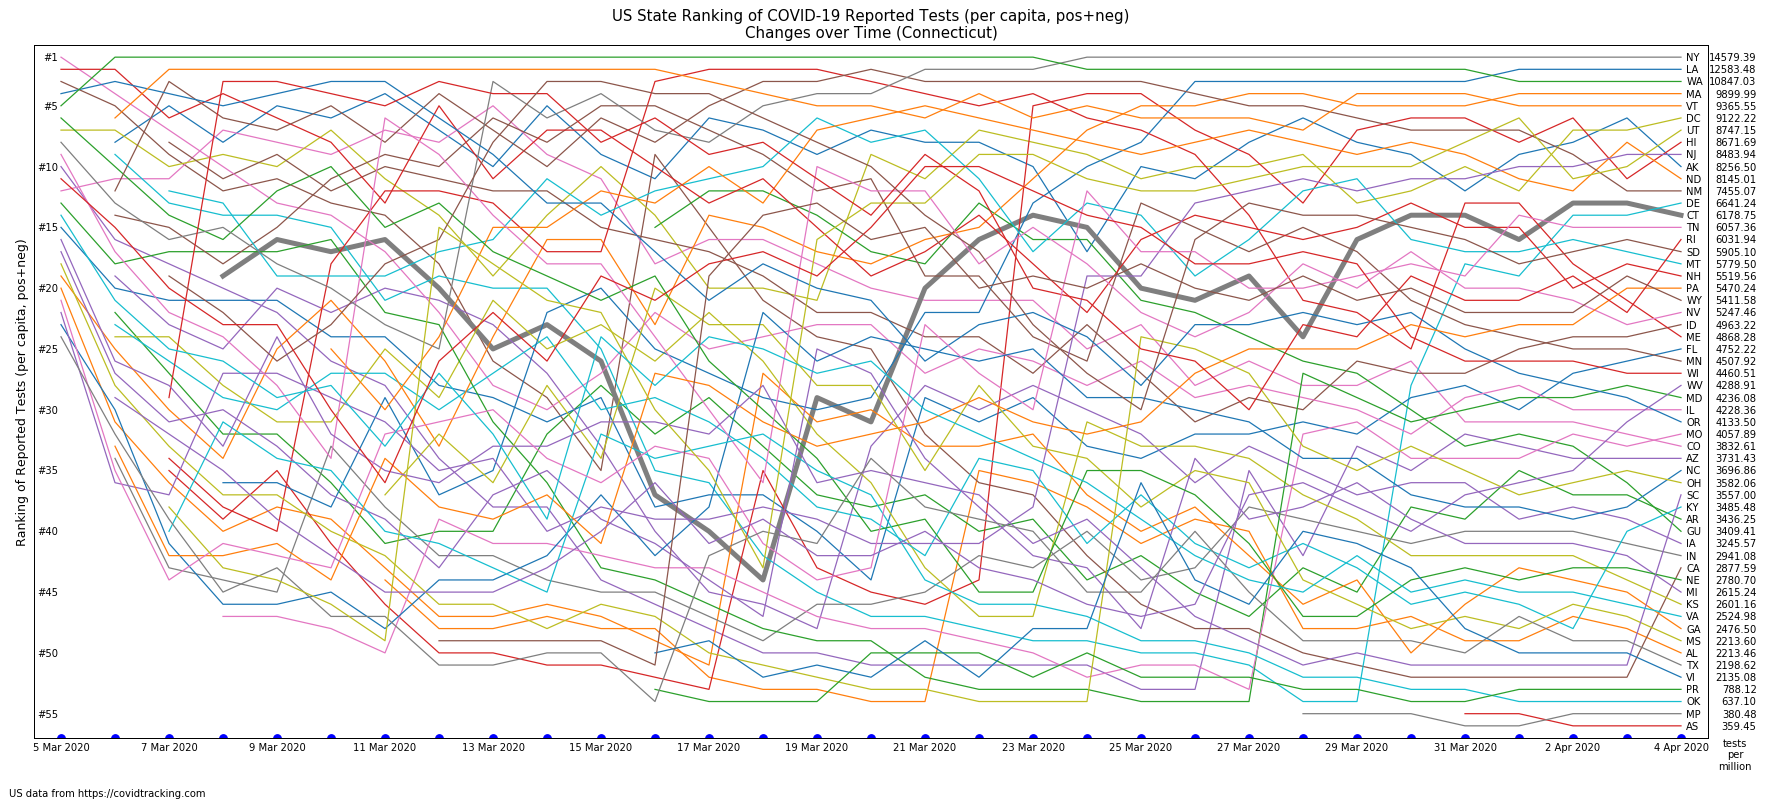 US State Ranking of COVID-19 Reported Tests (per capita, pos+neg)
Changes over Time (Connecticut)
Ranking of Reported Tests (per capita, pos+neg)
#1
#5
#10
#15
#20
#25
#30
#35
#40
#45
#50
#55
NY 14579.39
LA 12583.48
WA 10847.03
MA 9899.99
VT 9365.55
DC 9122.22
UT 8747.15
HI 8671.69
NJ 8483.94
AK 8256.50
ND 8145.01
NM 7455.07
DE 6641.24
CT 6178.75
TN 6057.36
RI 6031.94
SD 5905.10
MT 5779.50
NH 5519.56
PA 5470.24
WY 5411.58
NV 5247.46
ID 4963.22
ME 4868.28
FL 4752.22
MN 4507.92
WI 4460.51
WV 4288.91
MD 4236.08
IL 4228.36
OR 4133.50
MO 4057.89
CO 3832.61
AZ 3731.43
NC 3696.86
OH 3582.06
SC 3557.00
KY 3485.48
AR 3436.25
GU 3409.41
IA 3245.57
IN 2941.08
CA 2877.59
NE 2780.70
MI 2615.24
KS 2601.16
VA 2524.98
GA 2476.50
MS 2213.60
AL 2213.46
TX 2198.62
VI 2135.08
PR 788.12
OK 637.10
MP 380.48
AS 359.45
5 Mar 2020 7 Mar 2020 9 Mar 2020 11 Mar 2020 13 Mar 2020 15 Mar 2020 17 Mar 2020 19 Mar 2020 21 Mar 2020 23 Mar 2020 25 Mar 2020 27 Mar 2020 29 Mar 2020 31 Mar 2020 2 Apr 2020 4 Apr 2020
tests
per
million
US data from https://covidtracking.com